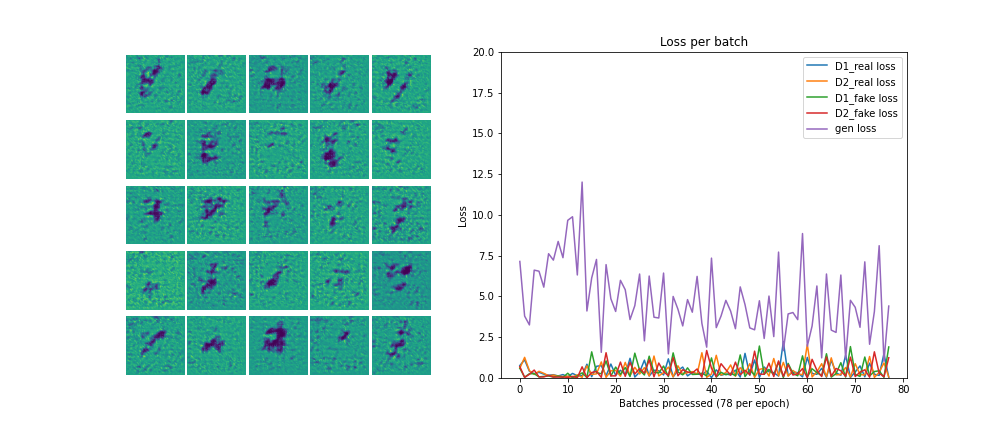 Loss per batch
20.0
17.5
15.0
12.5
10.0
7.5
5.0
2.5
0.0
Loss
D1_real loss
D2_real loss
D1_fake loss
D2_fake loss
gen loss
0 10 20 30 40 50 60 70 80
Batches processed (78 per epoch)